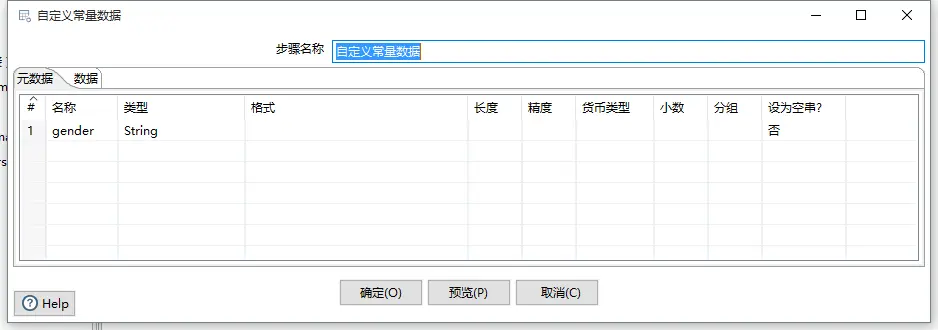 自定义常量数据
步骤名称 自定义常量数据
元数据 数据
# 名称 类型 格式 长度 精度 货币类型 小数 分组 设为空串?
1 gender String 否
确定(O) 预览(P) 取消(C)
Help